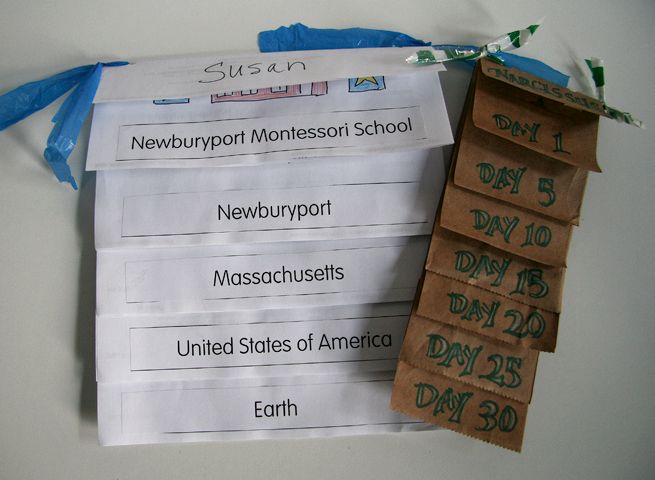 Susan
Newburyport Montessori School
Newburyport
Massachusetts
United States of America
Earth
NARCISSUS
DAY 1
DAY 5
DAY 10
DAY 15
DAY 20
DAY 25
DAY 30